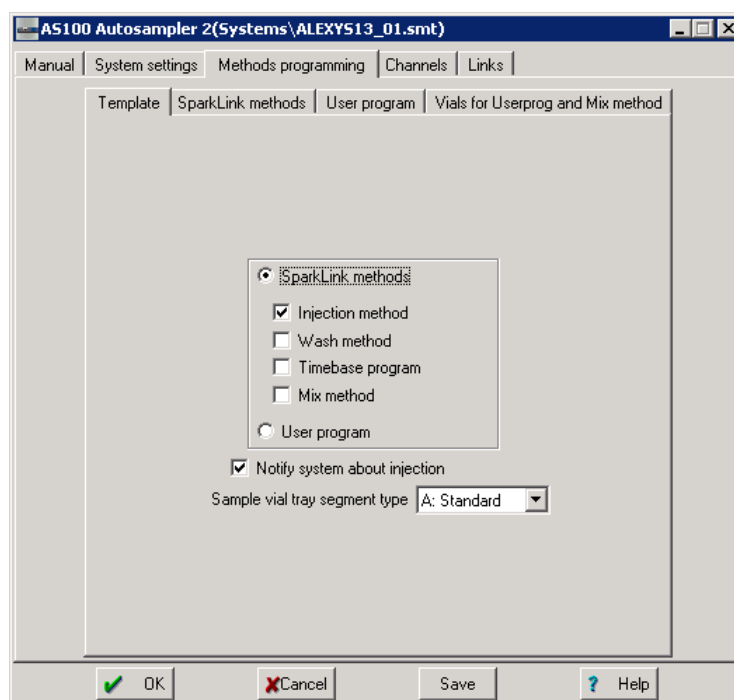 AS100 Autosampler 2(Systems\ALEXYS13_01.smt)
Manual System settings Methods programming Channels Links
Template SparkLink methods User program Vials for Userprog and Mix method
SparkLink methods
Injection method
Wash method
Timebase program
Mix method
User program
Notify system about injection
Sample vial tray segment type A: Standard
OK Cancel Save ? Help